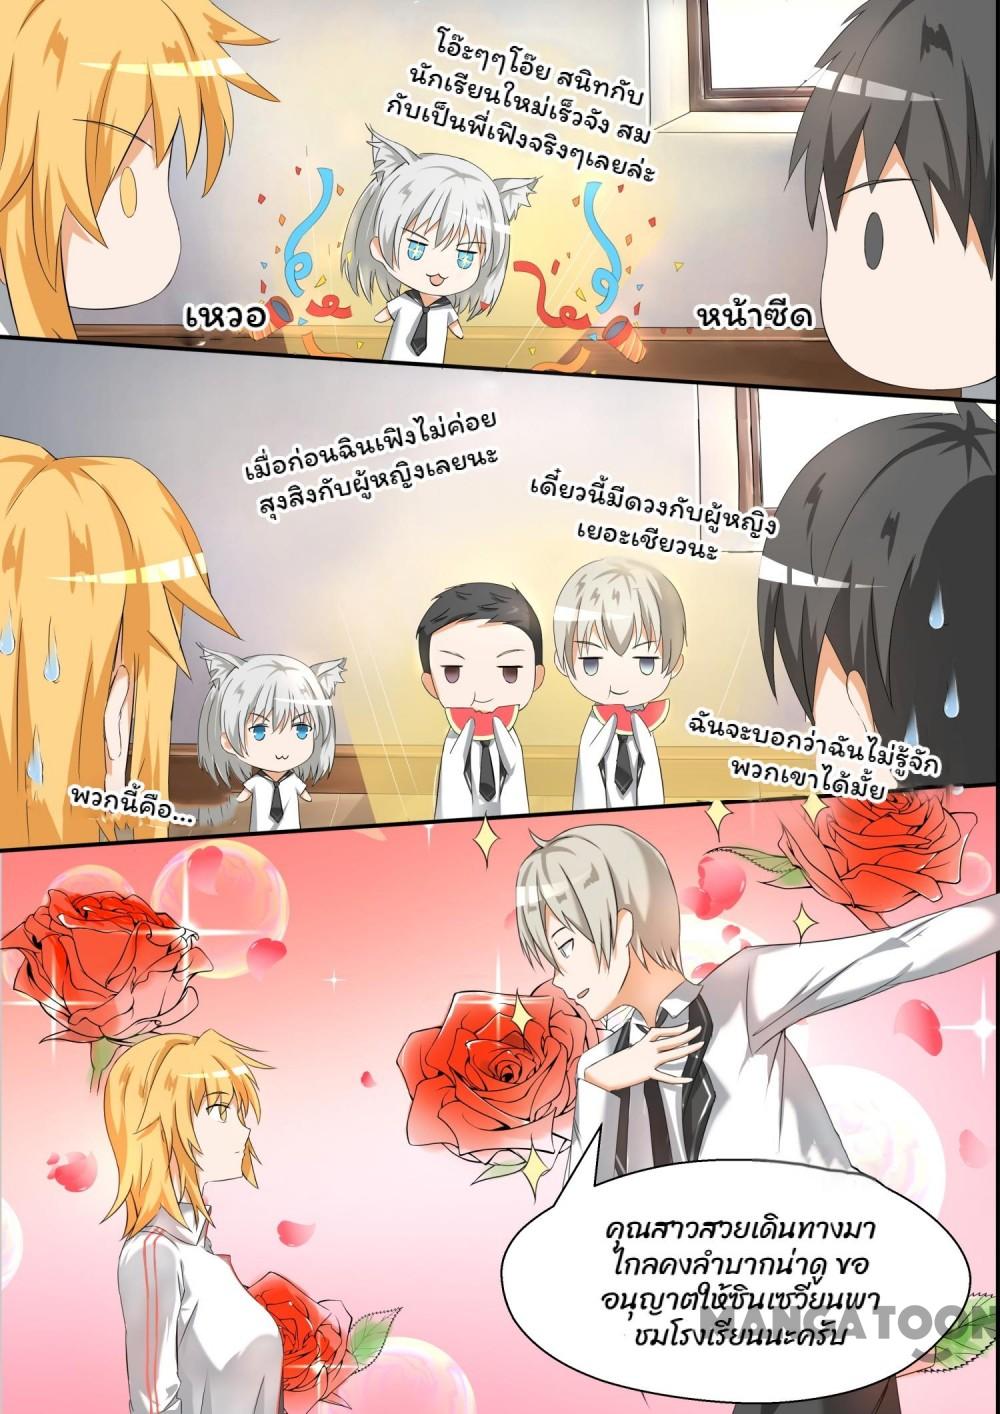 โอ๊ะๆๆโอ๊ย สนิทกับ
นักเรียนใหม่เร็วจัง สม
กับเป็นพี่เฟิงจริงๆเลยล่ะ
เหวอ
หน้าซีด
เมื่อก่อนฉินเฟิงไม่ค่อย
สุงสิงกับผู้หญิงเลยนะ
เดี๋ยวนี้มีดวงกับผู้หญิง
เยอะเชียวนะ
ฉันจะบอกว่าฉันไม่รู้จัก
พวกเขาได้มั้ย
พวกนี้คือ...
คุณสาวสวยเดินทางมา
ไกลคงลำบากน่าดู ขอ
อนุญาตให้ซินเซวียนพา
ชมโรงเรียนนะครับ
MANGATOON